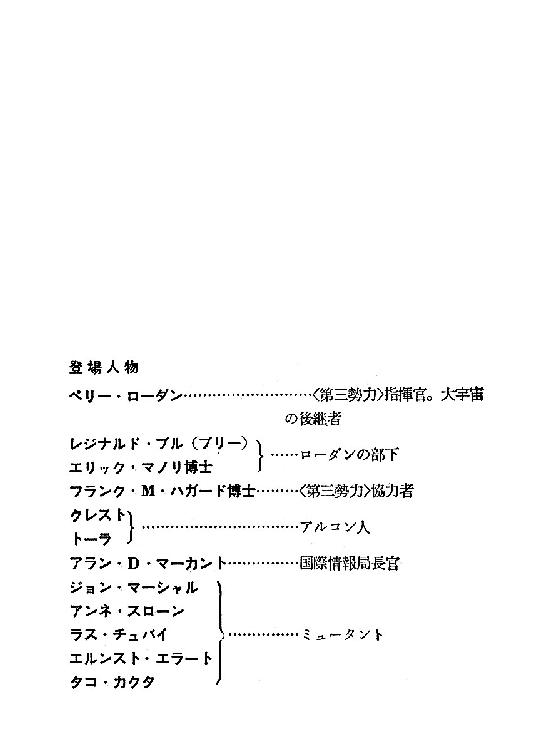 登場人物
ペリー・ローダン………………………〈第三勢力〉指揮官。大宇宙
の後継者
レジナルド・ブル(ブリー)
エリック・マノリ博士 ……ローダンの部下
フランク・M・ハガード博士………〈第三勢力〉協力者
クレスト
トーラ ……………………………アルコン人
アラン・D・マーカント……………国際情報局長官
ジョン・マーシャル
アンネ・スローン
ラス・チュバイ ……………ミュータント
エルンスト・エラート
タコ・カクタ